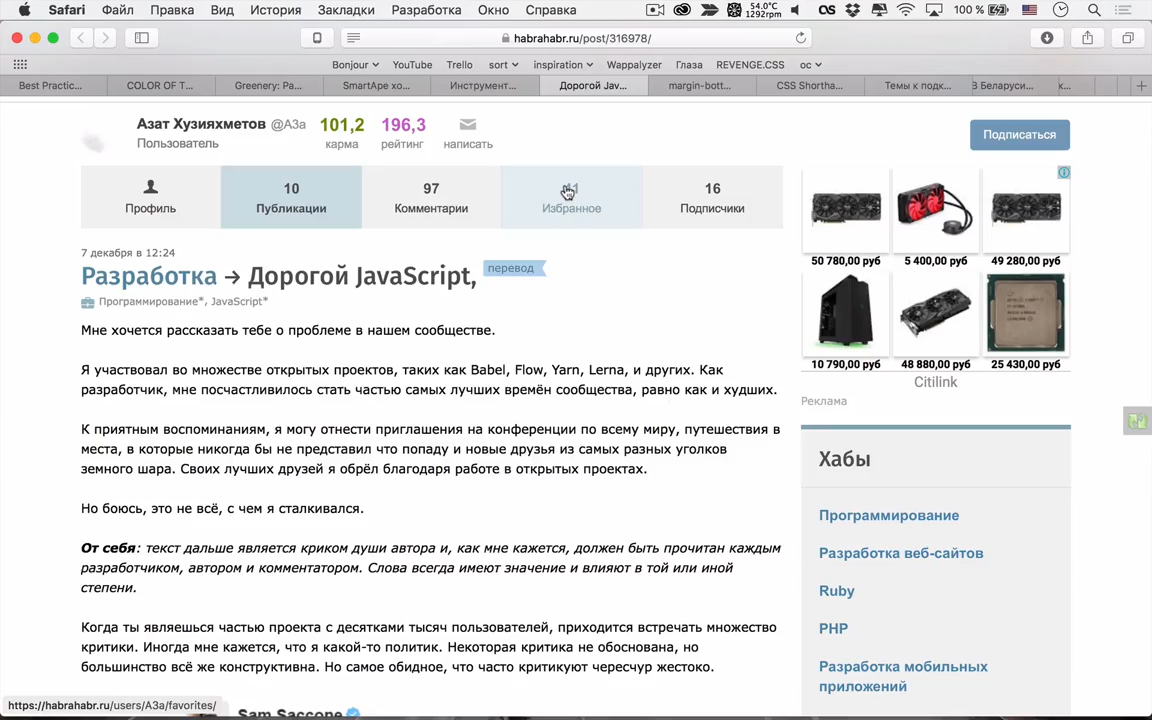 Safari Файл Правка Вид История Закладки Разработка Окно Справка
54.0°C
1292rpm
100 %
habrahabr.ru/post/316978/
Bonjour YouTube Trello sort inspiration Wappalyzer Глаза REVENGE.CSS ос
Best Practic... COLOR OF T... Greenery: Pa... SmartApe хо... Инструмент... Дорогой Jav... margin-bott... CSS Shortha... Темы к подк... В Беларуси... к...
Азат Хузияхметов @A3a
Пользователь
101,2
карма
196,3
рейтинг
написать
Подписаться
Профиль
10
Публикации
97
Комментарии
Избранное
16
Подписчики
7 декабря в 12:24
Разработка → Дорогой JavaScript, перевод
Программирование*, JavaScript*
Мне хочется рассказать тебе о проблеме в нашем сообществе.
Я участвовал во множестве открытых проектов, таких как Babel, Flow, Yarn, Lerna, и других. Как
разработчик, мне посчастливилось стать частью самых лучших времён сообщества, равно как и худших.
К приятным воспоминаниям, я могу отнести приглашения на конференции по всему миру, путешествия в
места, в которые никогда бы не представил что попаду и новые друзья из самых разных уголков
земного шара. Своих лучших друзей я обрёл благодаря работе в открытых проектах.
Но боюсь, это не всё, с чем я сталкивался.
От себя: текст дальше является криком души автора и, как мне кажется, должен быть прочитан каждым
разработчиком, автором и комментатором. Слова всегда имеют значение и влияют в той или иной
степени.
Когда ты являешься частью проекта с десятками тысяч пользователей, приходится встречать множество
критики. Иногда мне кажется, что я какой-то политик. Некоторая критика не обоснована, но
большинство всё же конструктивна. Но самое обидное, что часто критикуют чересчур жестоко.
Sam Saccone
50 780,00 руб 5 400,00 руб 49 280,00 руб
10 790,00 руб 48 880,00 руб 25 430,00 руб
Citilink
Реклама
Хабы
Программирование
Разработка веб-сайтов
Ruby
PHP
Разработка мобильных
приложений
https://habrahabr.ru/users/A3a/favorites/